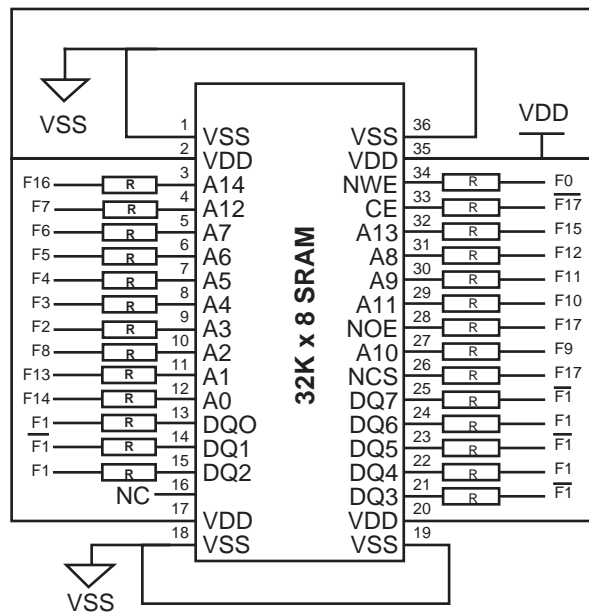 VSS
VDD
32K x 8 SRAM
1 VSS
2 VDD
F16 R 3 A14
F7 R 4 A12
F6 R 5 A7
F5 R 6 A6
F4 R 7 A5
F3 R 8 A4
F2 R 9 A3
F8 R 10 A2
F13 R 11 A1
F14 R 12 A0
F1 R 13 DQO
F1 R 14 DQ1
F1 R 15 DQ2
NC 16
17 VDD
18 VSS
VSS
VSS 36
VDD 35
NWE 34 R F0
CE 33 R F17
A13 32 R F15
A8 31 R F12
A9 30 R F11
A11 29 R F10
NOE 28 R F17
A10 27 R F9
NCS 26 R F17
DQ7 25 R F1
DQ6 24 R F1
DQ5 23 R F1
DQ4 22 R F1
DQ3 21 R F1
VDD 20
VSS 19